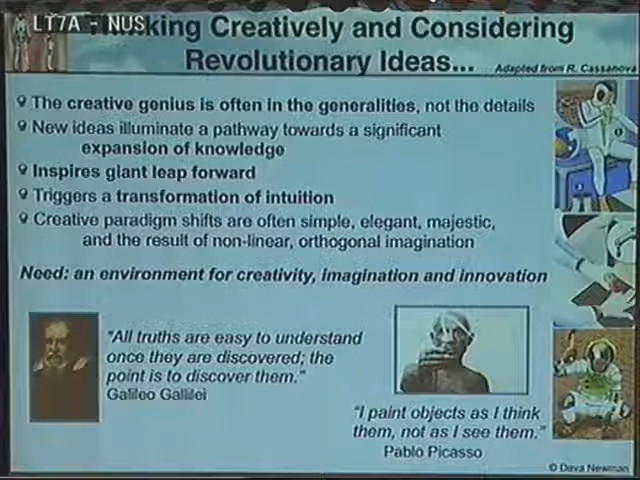 LT7A - NUS
king Creatively and Considering
Revolutionary Ideas...
Adapted from R. Cassanova
The creative genius is often in the generalities, not the details
New ideas illuminate a pathway towards a significant
expansion of knowledge
Inspires giant leap forward
Triggers a transformation of intuition
Creative paradigm shifts are often simple, elegant, majestic,
and the result of non-linear, orthogonal imagination
Need: an environment for creativity, imagination and innovation
"All truths are easy to understand
once they are discovered; the
point is to discover them."
Galileo Gallilei
"I paint objects as I think
them, not as I see them."
Pablo Picasso
© Dava Newman